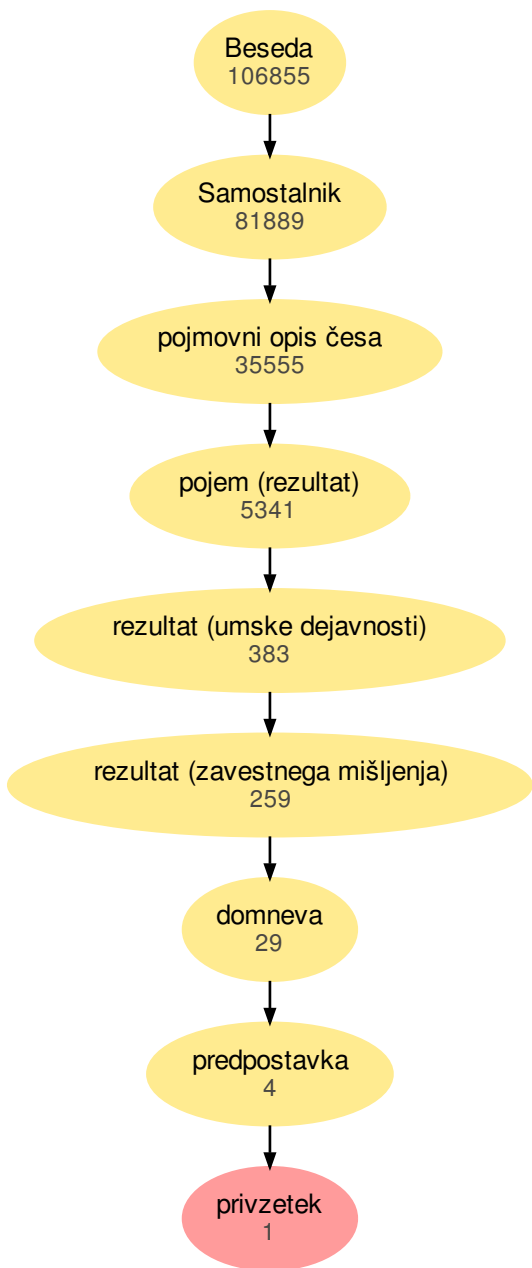 Beseda
106855
Samostalnik
81889
pojmovni opis česa
35555
pojem (rezultat)
5341
rezultat (umske dejavnosti)
383
rezultat (zavestnega mišljenja)
259
domneva
29
predpostavka
4
privzetek
1